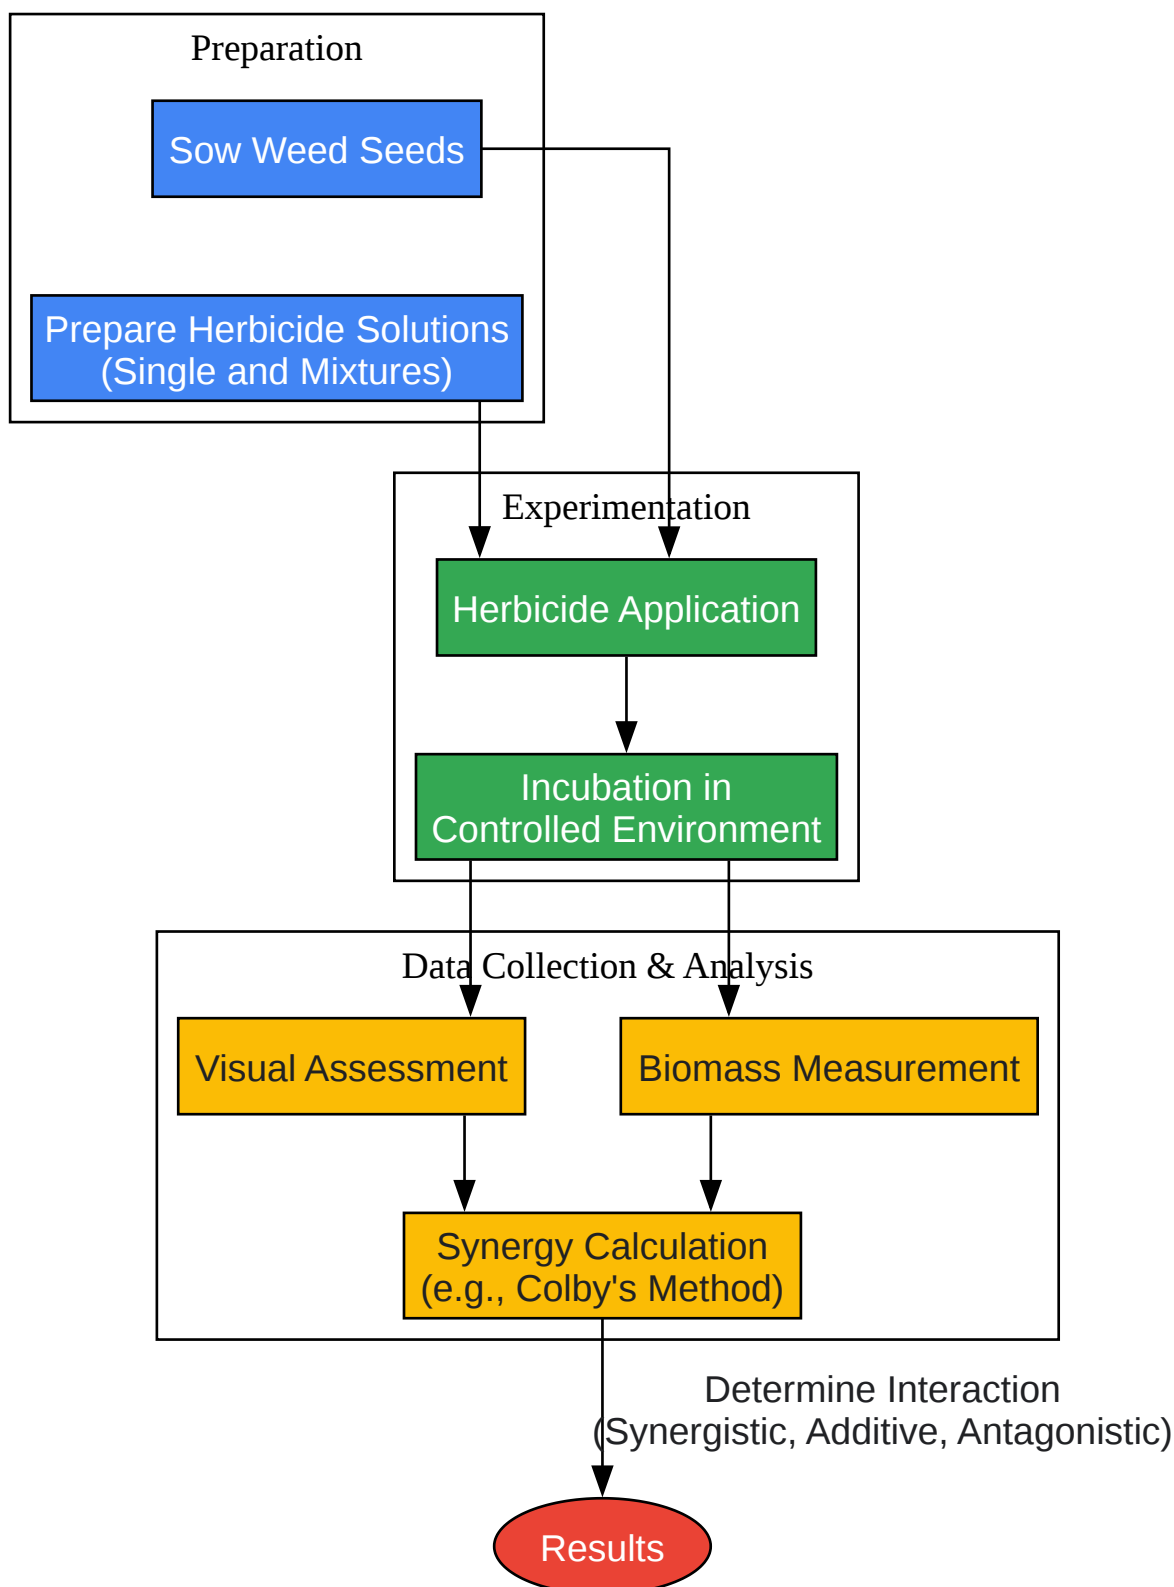 Preparation
Sow Weed Seeds
Prepare Herbicide Solutions
(Single and Mixtures)
Experimentation
Herbicide Application
Incubation in
Controlled Environment
Data Collection & Analysis
Visual Assessment
Biomass Measurement
Synergy Calculation
(e.g., Colby's Method)
Determine Interaction
(Synergistic, Additive, Antagonistic)
Results